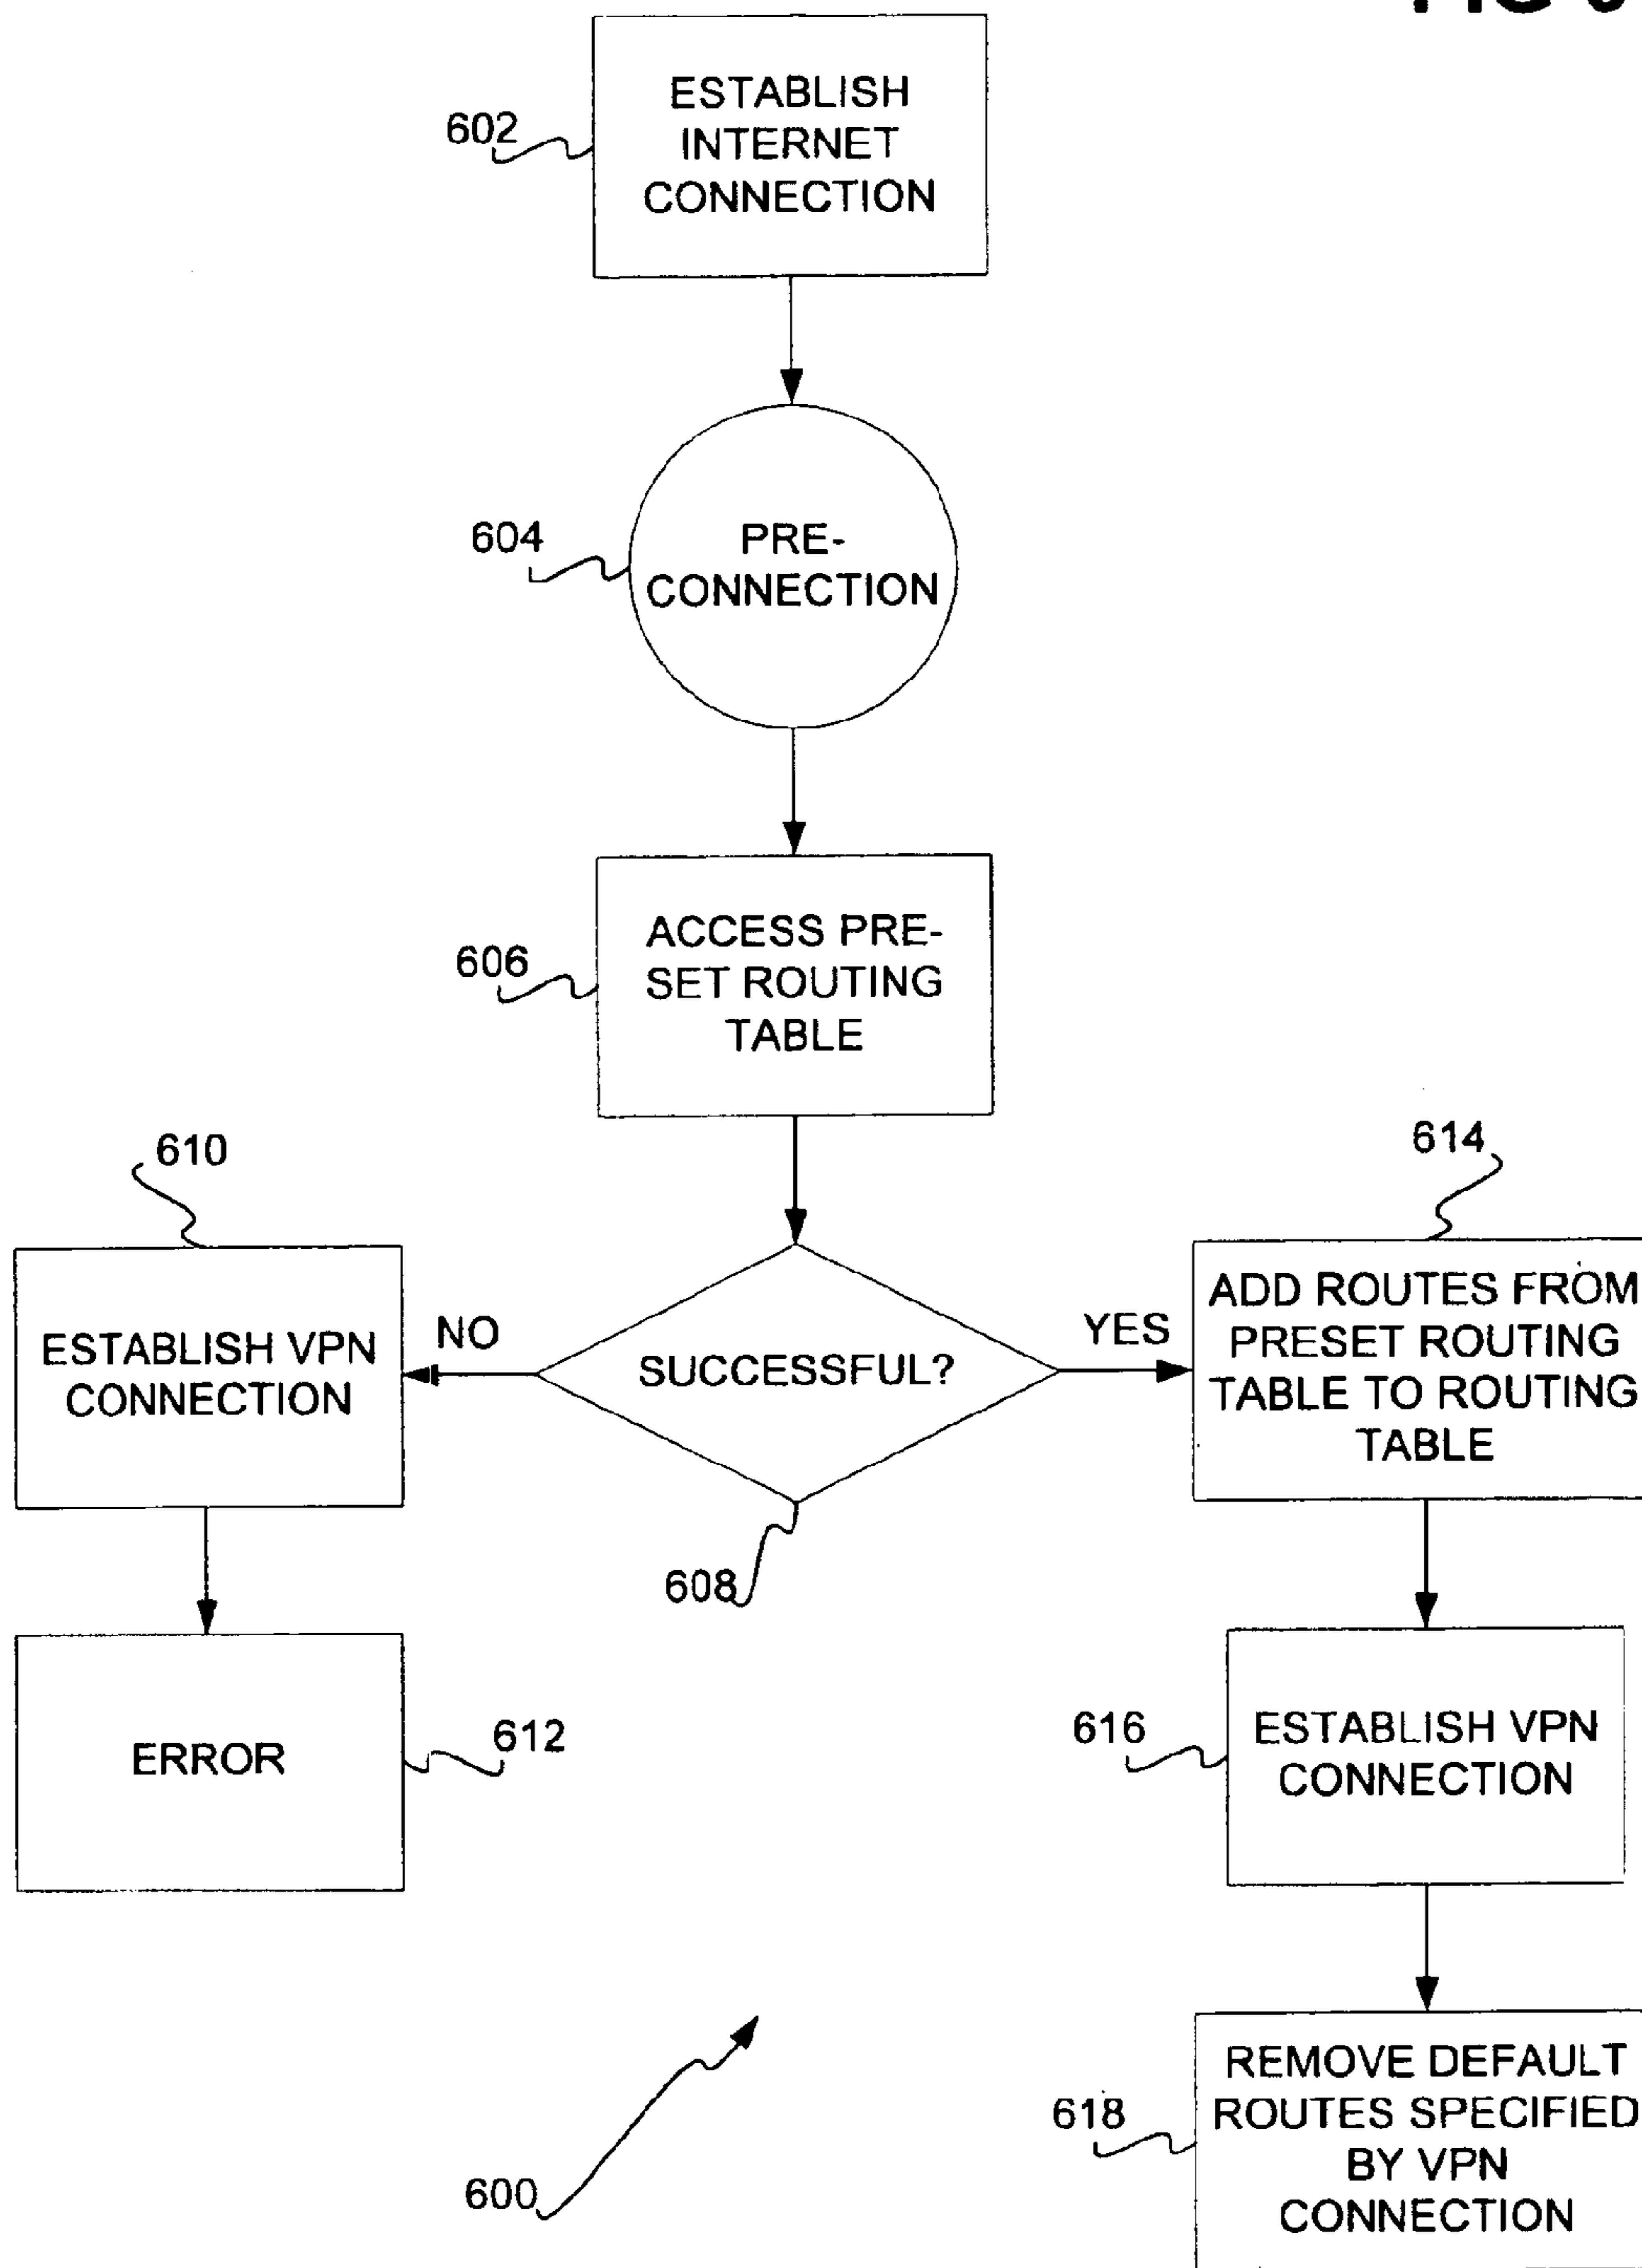 602
ESTABLISH
INTERNET
CONNECTION
604
PRE-
CONNECTION
606
ACCESS PRE-
SET ROUTING
TABLE
610
614
ESTABLISH VPN
CONNECTION
NO
SUCCESSFUL?
YES
ADD ROUTES FROM
PRESET ROUTING
TABLE TO ROUTING
TABLE
608
ERROR
612
616
ESTABLISH VPN
CONNECTION
600
618
REMOVE DEFAULT
ROUTES SPECIFIED
BY VPN
CONNECTION